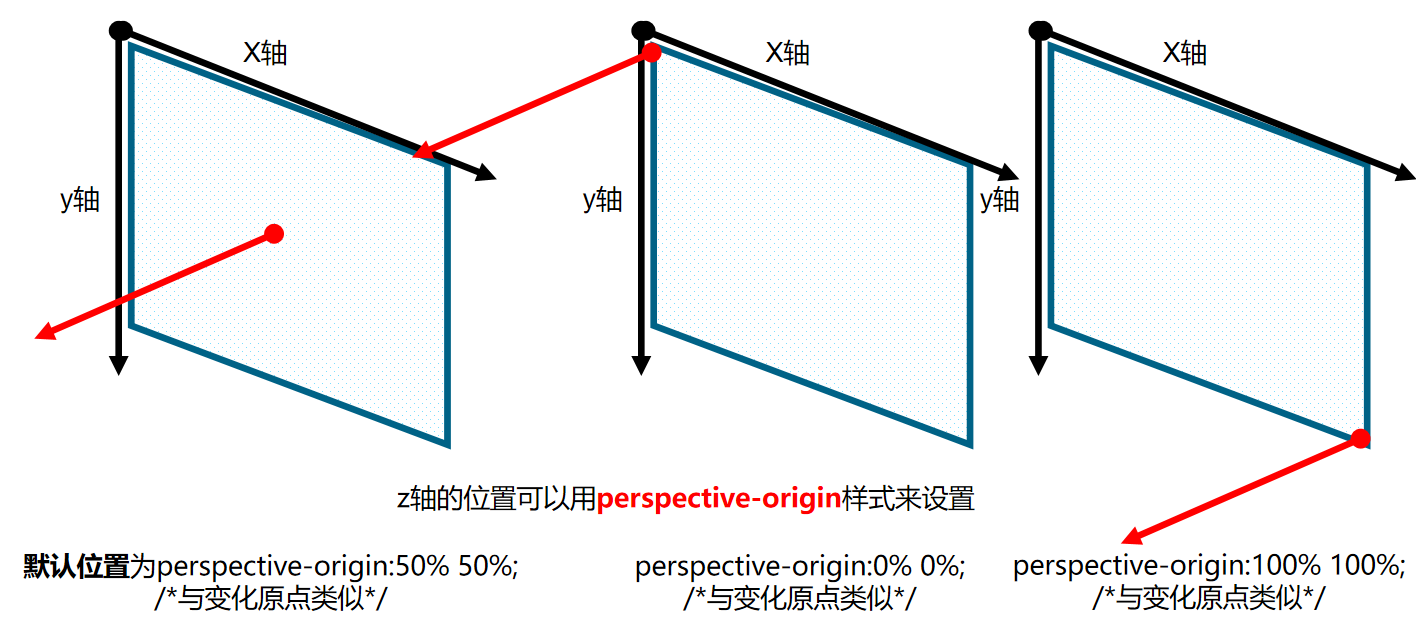 X轴
X轴
X轴
y轴
y轴
y轴
z轴的位置可以用perspective-origin样式来设置
默认位置为perspective-origin:50% 50%;
/*与变化原点类似*/
perspective-origin:0% 0%;
/*与变化原点类似*/
perspective-origin:100% 100%;
/*与变化原点类似*/